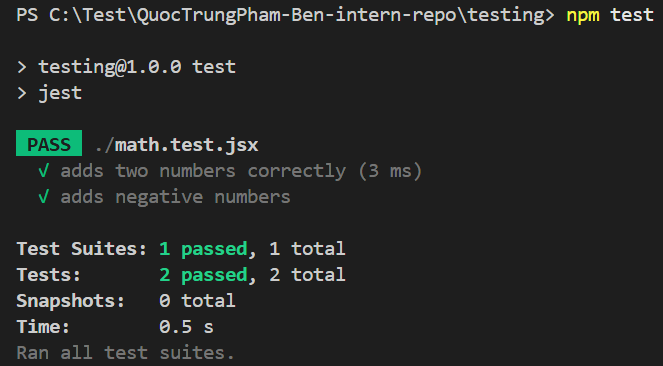 PS C:\Test\QuocTrungPham-Ben-intern-repo\testing> npm test
> testing@1.0.0 test
> jest
PASS ./math.test.jsx
√ adds two numbers correctly (3 ms)
√ adds negative numbers
Test Suites: 1 passed, 1 total
Tests: 2 passed, 2 total
Snapshots: 0 total
Time: 0.5 s
Ran all test suites.